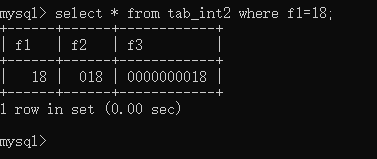 mysql> select * from tab_int2 where f1=18;
+------+------+------------+
| f1   | f2   | f3         |
+------+------+------------+
|   18 |  018 | 0000000018 |
+------+------+------------+
1 row in set (0.00 sec)
mysql>